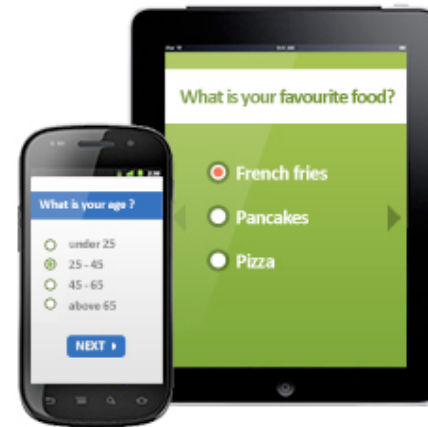 What is your favourite food?
French fries
Pancakes
Pizza
What is your age ?
under 25
25 - 45
45 - 65
above 65
NEXT